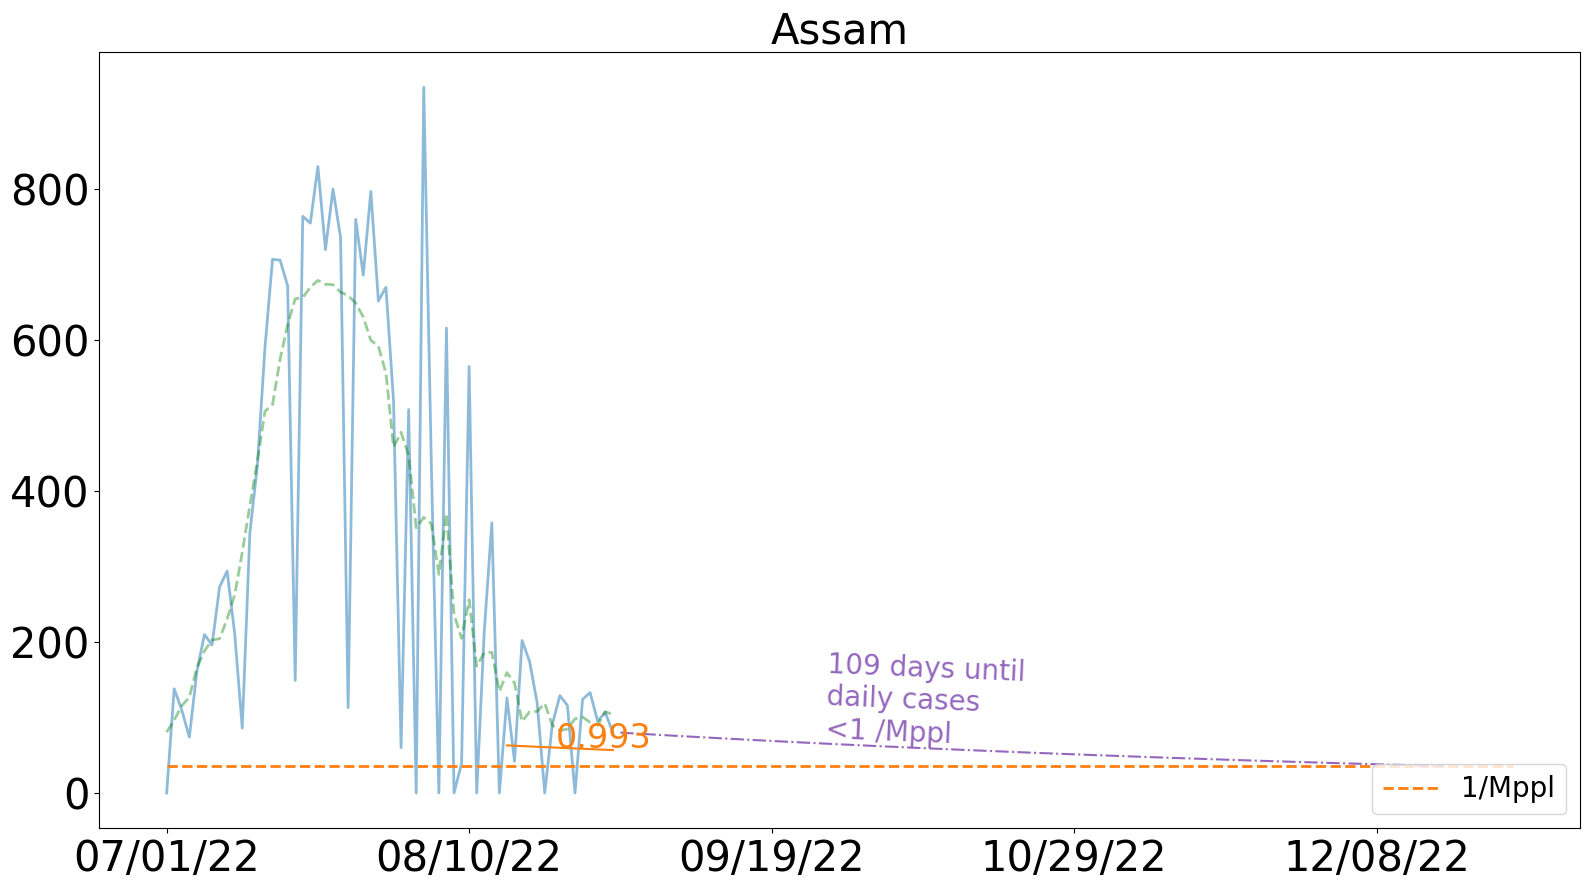 Assam
800
600
400
200
0
109 days until
daily cases
<1 /Mppl
0.993
1/Mppl
07/01/22
08/10/22
09/19/22
10/29/22
12/08/22